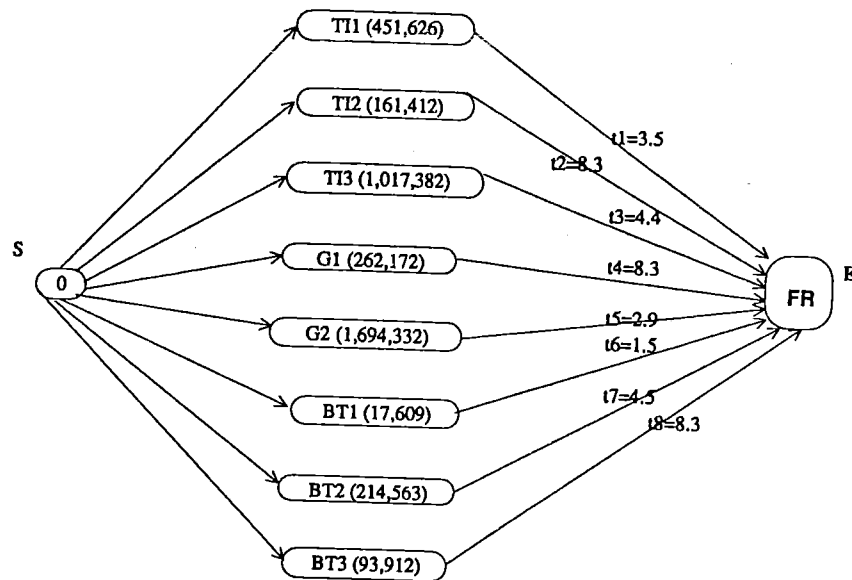 TI1 (451,626)
TI2 (161,412)
t1=3.5
t2=8.3
TI3 (1,017,382)
t3=4.4
S
G1 (262,172)
t4=8.3
E
0
FR
G2 (1,694,332)
t5=2.9
t6=1.5
BT1 (17,609)
t7=4.5
t8=8.3
BT2 (214,563)
BT3 (93,912)